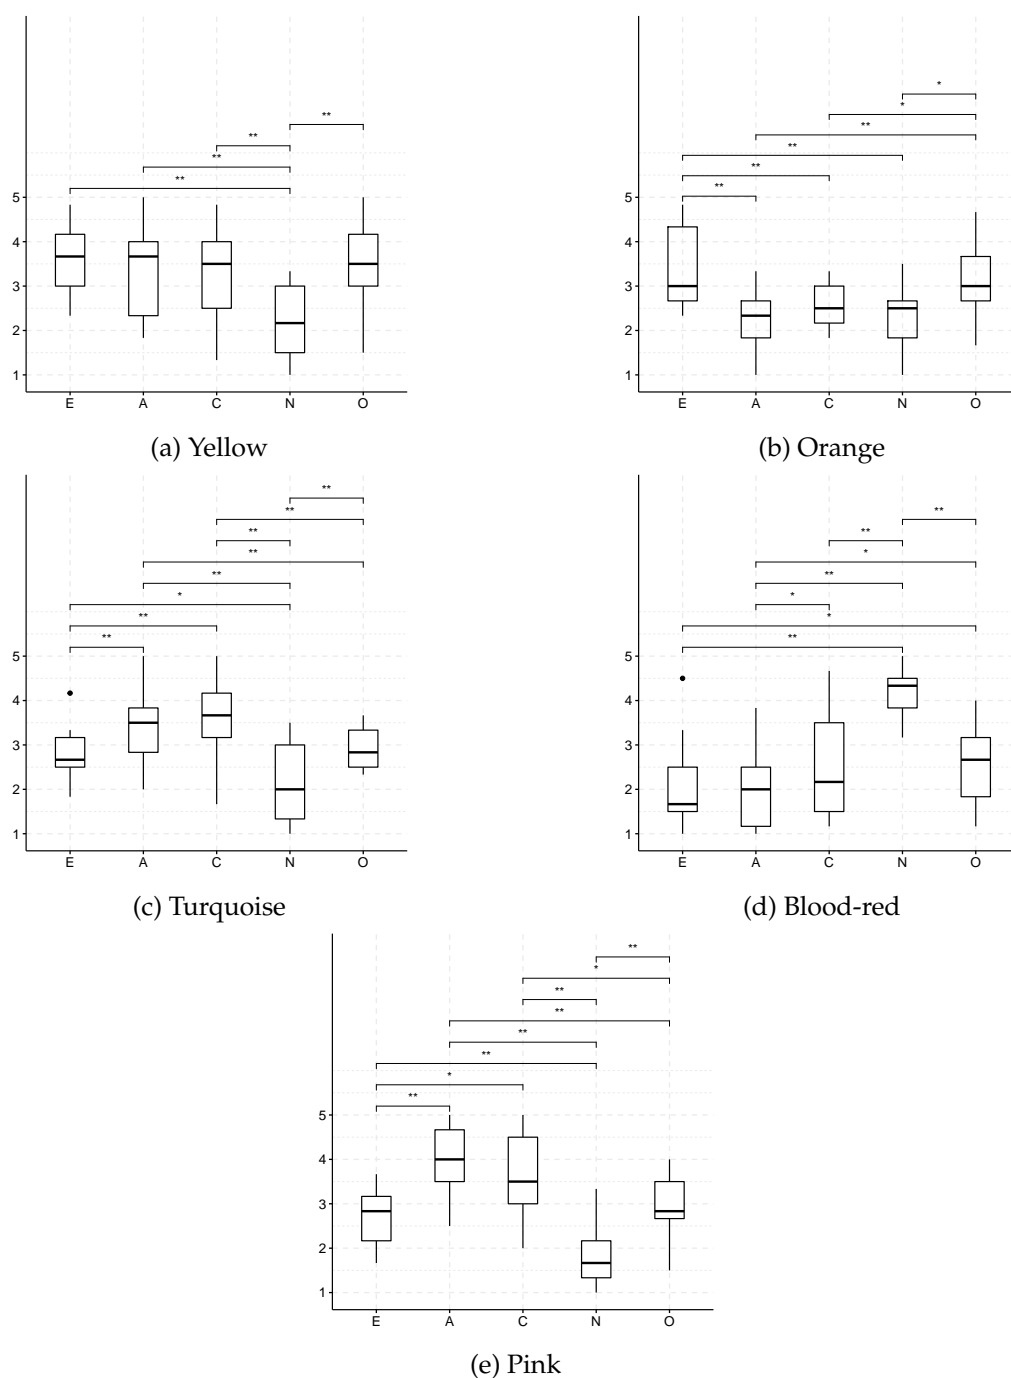 ** ** ** **
5
4
3
2
1
E A C N O
(a) Yellow
* * ** ** ** **
5
4
3
2
1
E A C N O
(b) Orange
** ** ** ** ** * ** **
5
4
3
2
1
E A C N O
(c) Turquoise
** ** * ** * * **
5
4
3
2
1
E A C N O
(d) Blood-red
** * ** ** ** ** * **
5
4
3
2
1
E A C N O
(e) Pink